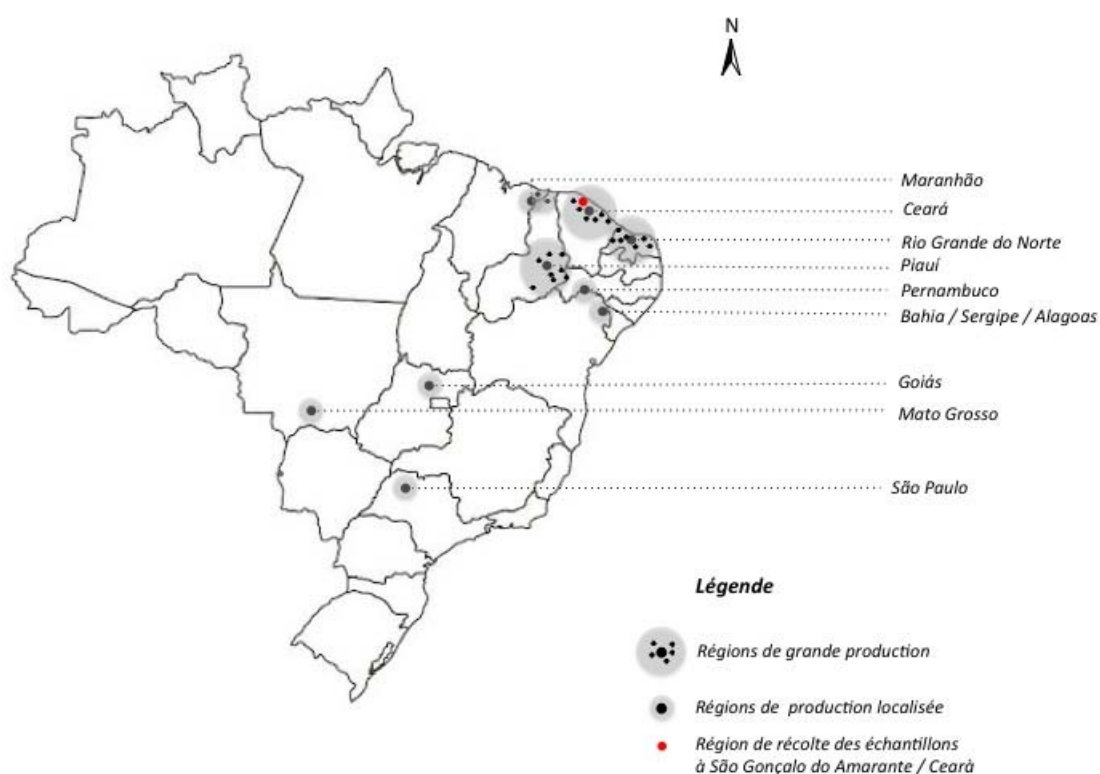 N
Maranhão
Ceará
Rio Grande do Norte
Piauí
Pernambuco
Bahia / Sergipe / Alagoas
Goiás
Mato Grosso
São Paulo
Légende
Régions de grande production
Régions de production localisée
Région de récolte des échantillons
à São Gonçalo do Amarante / Cearà